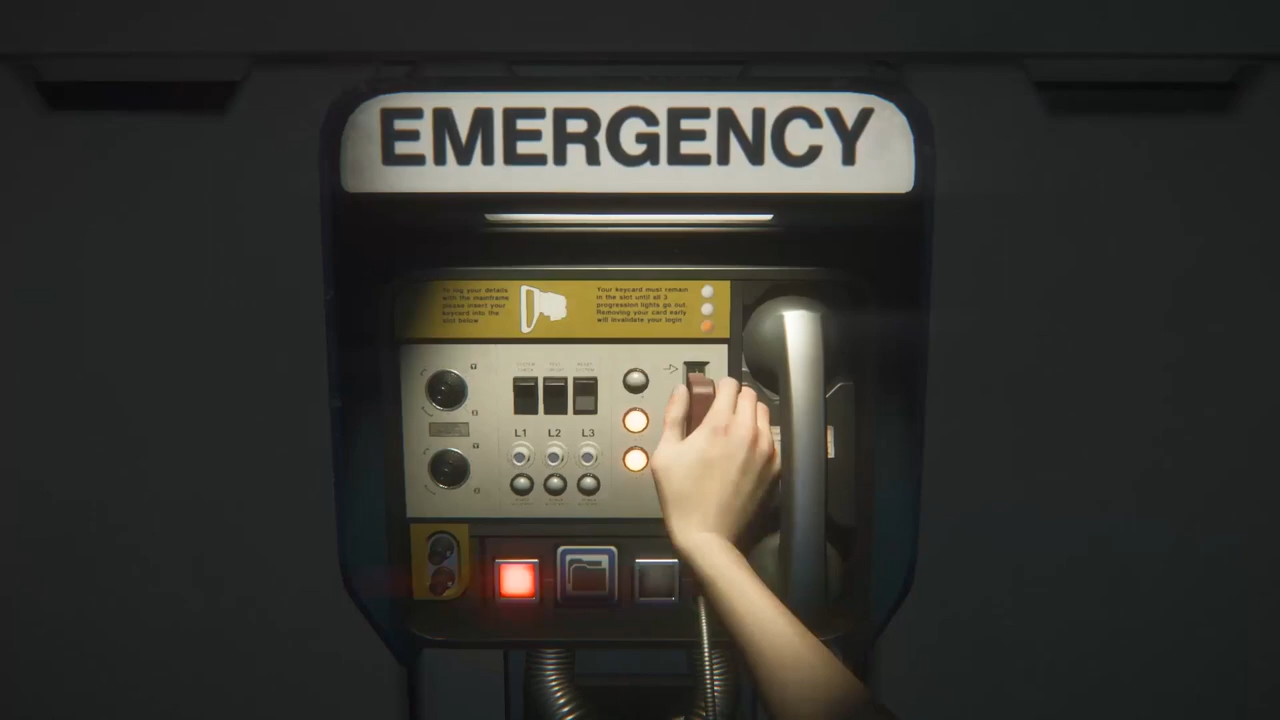 EMERGENCY
To log your details
with the mainframe
please insert your
keycard into the
slot below
Your keycard must remain
in the slot until all 3
progression lights go out.
Removing your card early
will invalidate your login
L1 L2 L3